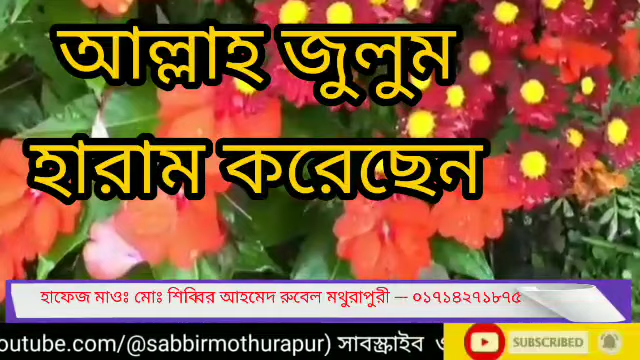 আল্লাহ জুলুম
হারাম করেছেন
হাফেজ মাওঃ মোঃ শিব্বির আহমেদ রুবেল মথুরাপুরী — ০১৭১৪২৭১৮৭৫
outube.com/@sabbirmothurapur) সাবস্ক্রাইব
SUBSCRIBED